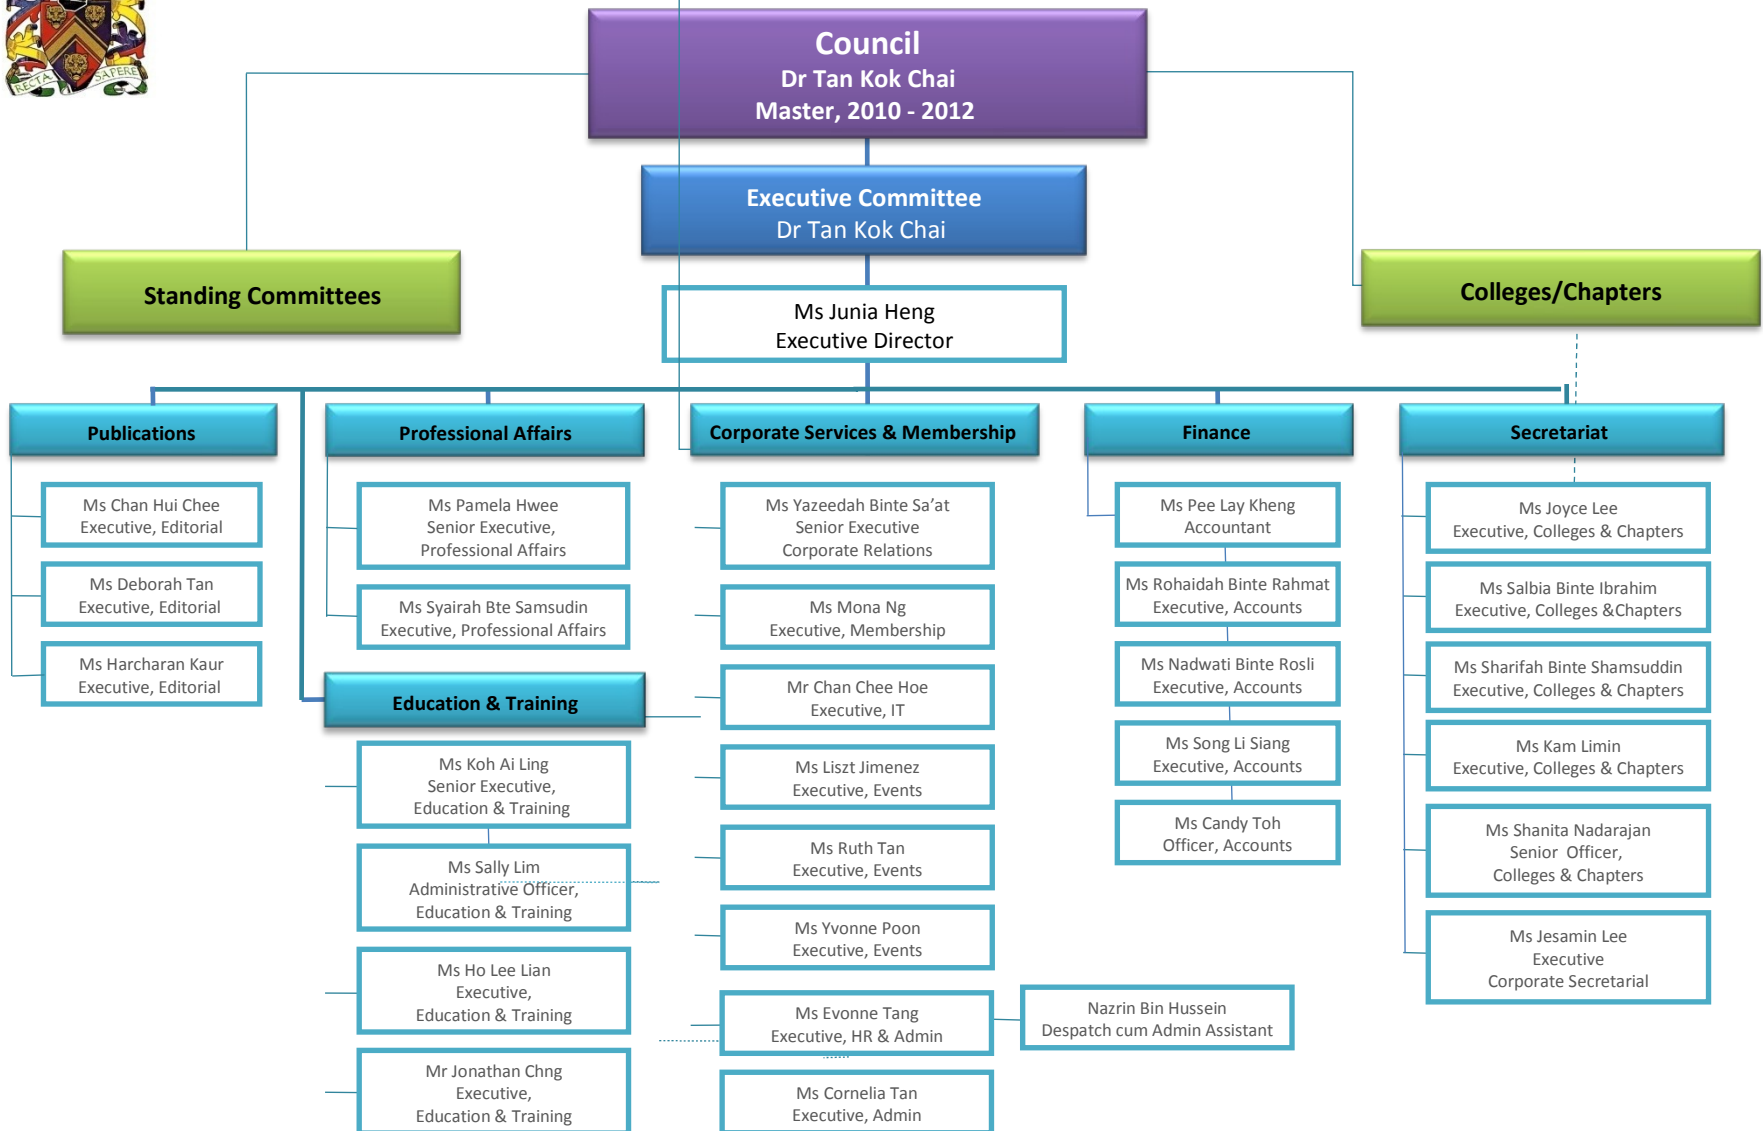 RECTA SAPERE
Council
Dr Tan Kok Chai
Master, 2010 - 2012
Executive Committee
Dr Tan Kok Chai
Standing Committees
Colleges/Chapters
Ms Junia Heng
Executive Director
Publications
Ms Chan Hui Chee
Executive, Editorial
Ms Deborah Tan
Executive, Editorial
Ms Harcharan Kaur
Executive, Editorial
Professional Affairs
Ms Pamela Hwee
Senior Executive,
Professional Affairs
Ms Syairah Bte Samsudin
Executive, Professional Affairs
Education & Training
Ms Koh Ai Ling
Senior Executive,
Education & Training
Ms Sally Lim
Administrative Officer,
Education & Training
Ms Ho Lee Lian
Executive,
Education & Training
Mr Jonathan Chng
Executive,
Education & Training
Corporate Services & Membership
Ms Yazeedah Binte Sa’at
Senior Executive
Corporate Relations
Ms Mona Ng
Executive, Membership
Mr Chan Chee Hoe
Executive, IT
Ms Liszt Jimenez
Executive, Events
Ms Ruth Tan
Executive, Events
Ms Yvonne Poon
Executive, Events
Ms Evonne Tang
Executive, HR & Admin
Nazrin Bin Hussein
Despatch cum Admin Assistant
Ms Cornelia Tan
Executive, Admin
Finance
Ms Pee Lay Kheng
Accountant
Ms Rohaidah Binte Rahmat
Executive, Accounts
Ms Nadwati Binte Rosli
Executive, Accounts
Ms Song Li Siang
Executive, Accounts
Ms Candy Toh
Officer, Accounts
Secretariat
Ms Joyce Lee
Executive, Colleges & Chapters
Ms Salbia Binte Ibrahim
Executive, Colleges &Chapters
Ms Sharifah Binte Shamsuddin
Executive, Colleges & Chapters
Ms Kam Limin
Executive, Colleges & Chapters
Ms Shanita Nadarajan
Senior Officer,
Colleges & Chapters
Ms Jesamin Lee
Executive
Corporate Secretarial